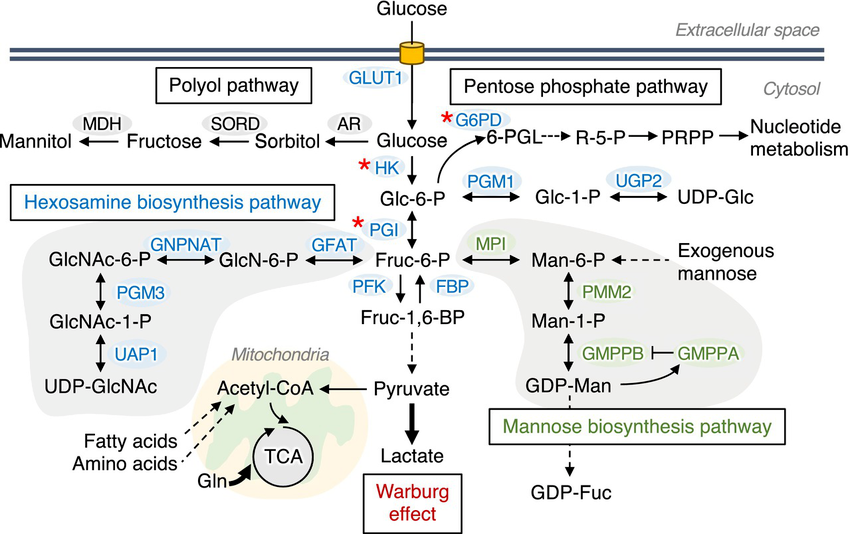 Glucose
Extracellular space
GLUT1
Polyol pathway
Pentose phosphate pathway
Cytosol
MDH
SORD
AR
* G6PD
Mannitol
Fructose
Sorbitol
Glucose
6-PGL
R-5-P
PRPP
Nucleotide
metabolism
* HK
Glc-6-P
PGM1
Glc-1-P
UGP2
UDP-Glc
Hexosamine biosynthesis pathway
* PGI
GlcNAc-6-P
GNPNAT
GlcN-6-P
GFAT
Fruc-6-P
MPI
Man-6-P
Exogenous
mannose
PGM3
PFK
FBP
PMM2
GlcNAc-1-P
Fruc-1,6-BP
Man-1-P
UAP1
GMPPB
GMPPA
Mitochondria
UDP-GlcNAc
Acetyl-CoA
Pyruvate
GDP-Man
Mannose biosynthesis pathway
Fatty acids
Amino acids
TCA
Lactate
Gln
Warburg
effect
GDP-Fuc